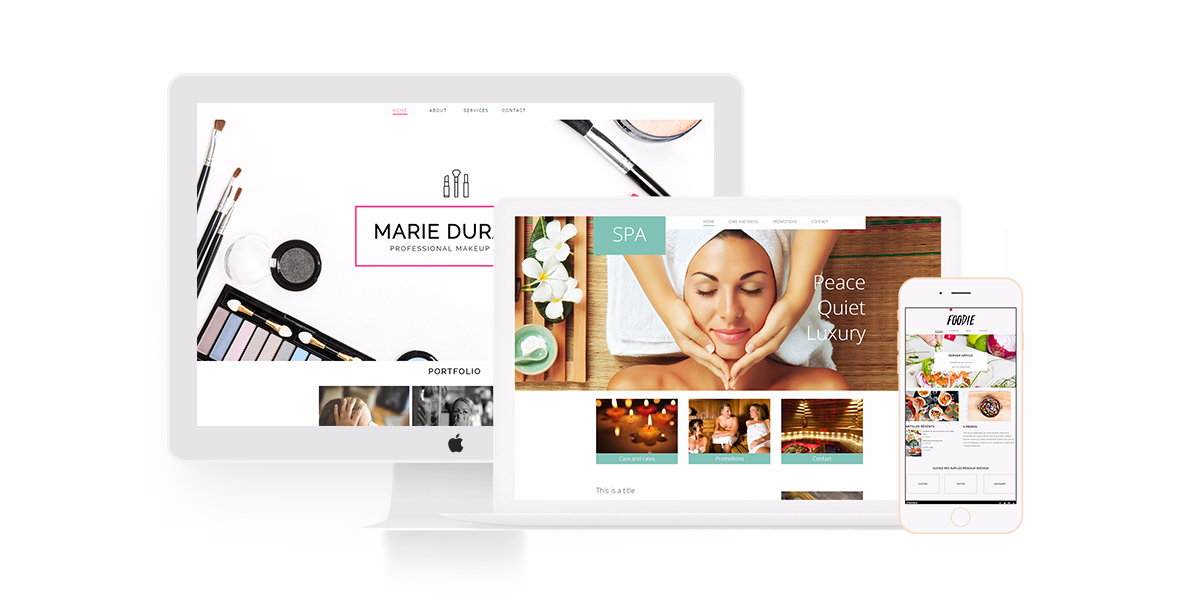 HOME ABOUT SERVICES CONTACT
MARIE DURA
PROFESSIONAL MAKEUP
PORTFOLIO
SPA
HOME CARE AND RATES PROMOTIONS CONTACT
Peace
Quiet
Luxury
Care and rates
Promotions
Contact
This is a title
FOODIE
DERNIER ARTICLE
ARTICLES RÉCENTS
À PROPOS
SUIVEZ-MOI SUR LES RÉSEAUX SOCIAUX